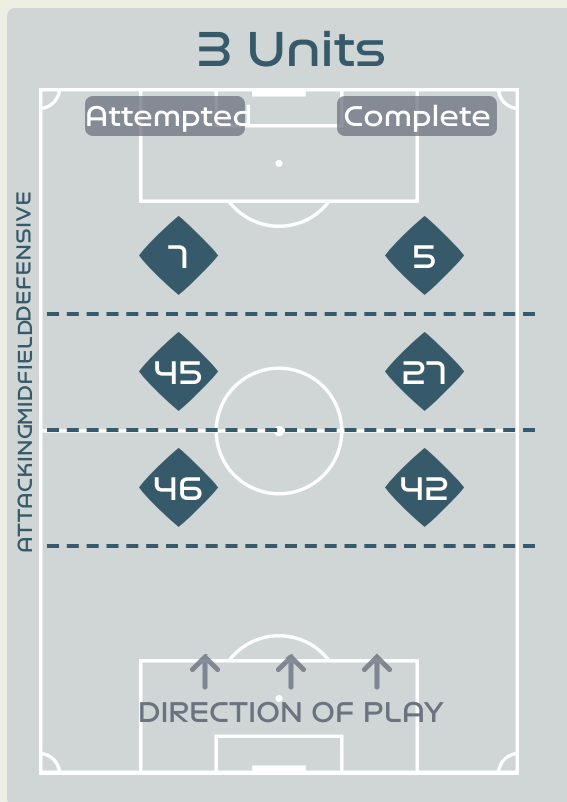 3 Units
Attempted Complete
7 5
45 27
46 42
ATTACKINGMIDFIELDDEFENSIVE
DIRECTION OF PLAY